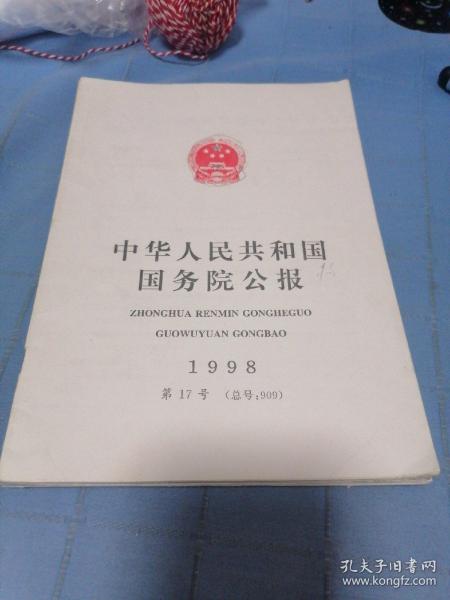 中华人民共和国
国务院公报
ZHONGHUA RENMIN GONGHEGUO
GUOWUYUAN GONGBAO
1998
第17号 (总号:909)
孔夫子旧书网
www.kongfz.com